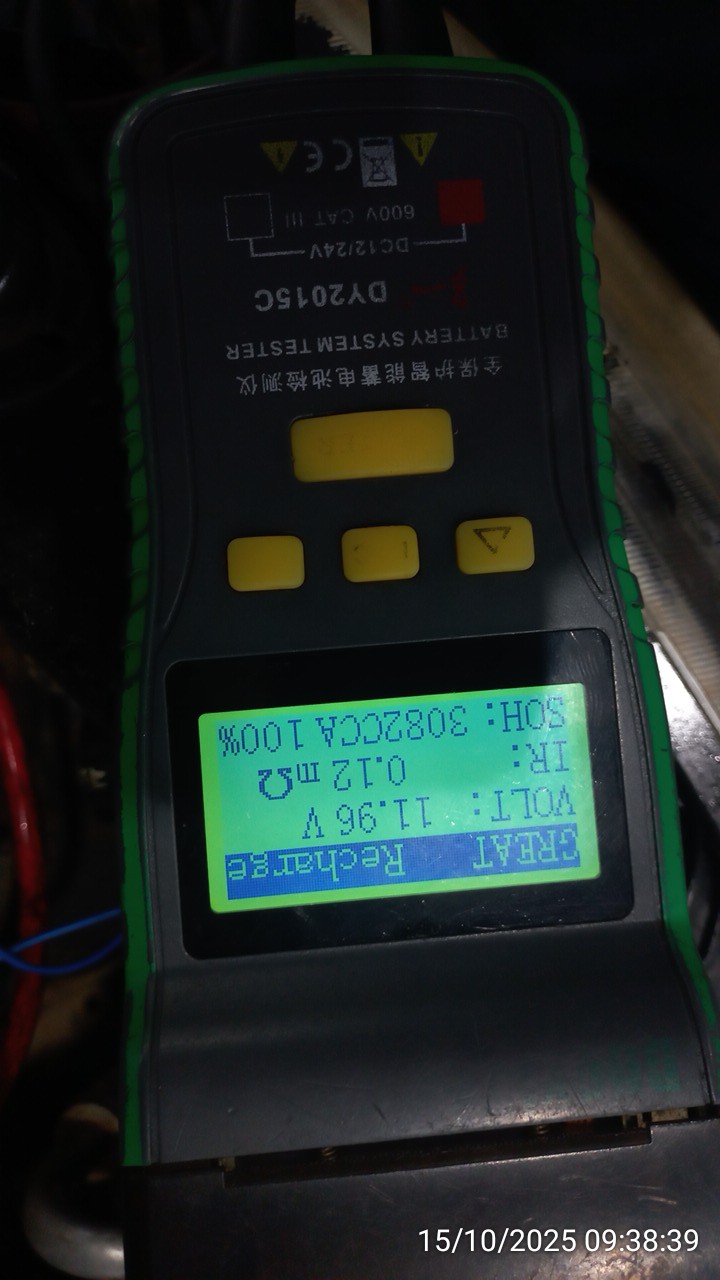 GREAT Recharge
VOLT: 11.96 V
IR: 0.12 mΩ
SOH: 3082CCA 100%
全保护智能蓄电池检测仪
BATTERY SYSTEM TESTER
DY2015C
DC12/24V
600V CAT III
CE
15/10/2025 09:38:39